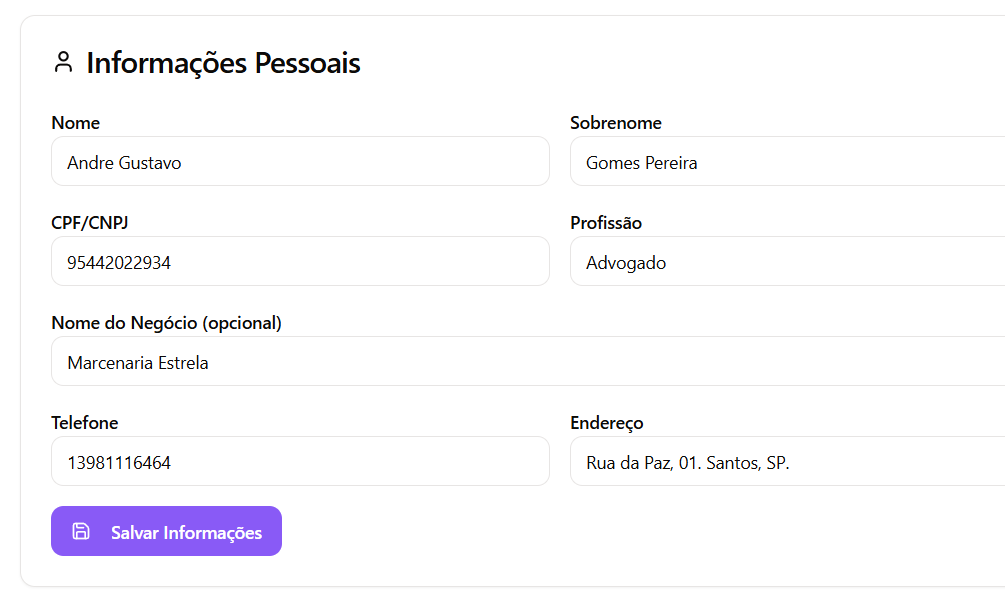 Informações Pessoais
Nome
Sobrenome
Andre Gustavo
Gomes Pereira
CPF/CNPJ
Profissão
95442022934
Advogado
Nome do Negócio (opcional)
Marcenaria Estrela
Telefone
Endereço
13981116464
Rua da Paz, 01. Santos, SP.
Salvar Informações